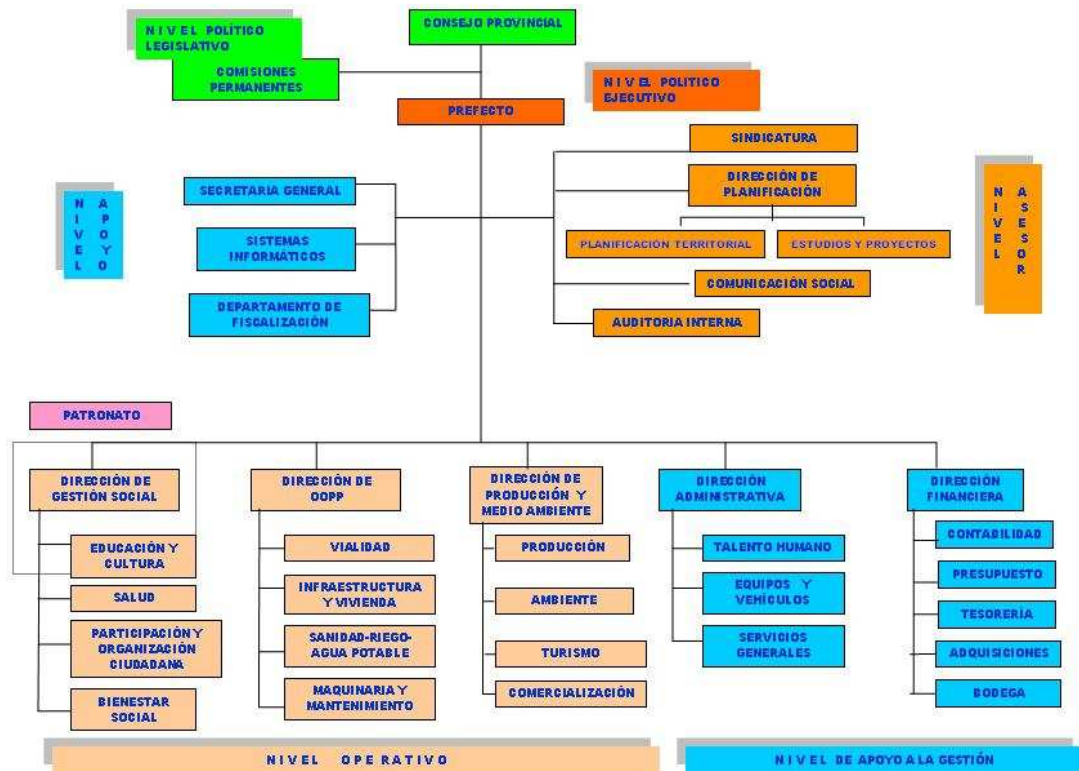 CONSEJO PROVINCIAL
NIVEL POLÍTICO
LEGISLATIVO
COMISIONES
PERMANENTES
NIVEL POLITICO
EJECUTIVO
PREFECTO
SINDICATURA
DIRECCIÓN DE
PLANIFICACIÓN
SECRETARIA GENERAL
NIVEL
APOYO
NIVEL
ASESOR
SISTEMAS
INFORMÁTICOS
PLANIFICACIÓN TERRITORIAL
ESTUDIOS Y PROYECTOS
COMUNICACIÓN SOCIAL
DEPARTAMENTO DE
FISCALIZACIÓN
AUDITORIA INTERNA
PATRONATO
DIRECCIÓN DE
GESTIÓN SOCIAL
EDUCACIÓN Y
CULTURA
SALUD
PARTICIPACIÓN Y
ORGANIZACIÓN
CIUDADANA
BIENESTAR
SOCIAL
DIRECCIÓN DE
OOPP
VIALIDAD
INFRAESTRUCTURA
Y VIVIENDA
SANIDAD-RIEGO-
AGUA POTABLE
MAQUINARIA Y
MANTENIMIENTO
DIRECCIÓN DE
PRODUCCIÓN Y
MEDIO AMBIENTE
PRODUCCIÓN
AMBIENTE
TURISMO
COMERCIALIZACIÓN
DIRECCIÓN
ADMINISTRATIVA
TALENTO HUMANO
EQUIPOS Y
VEHÍCULOS
SERVICIOS
GENERALES
DIRECCIÓN
FINANCIERA
CONTABILIDAD
PRESUPUESTO
TESORERÍA
ADQUISICIONES
BODEGA
NIVEL OPERATIVO
NIVEL DE APOYO A LA GESTIÓN